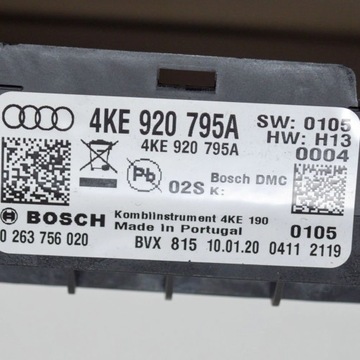 4KE 920 795A
SW: 0105
4KE 920 795A
HW: H13
0004
Pb
02S
Bosch DMC
K:
BOSCH
Kombiinstrument 4KE 190
Made in Portugal
0105
0 263 756 020
BVX 815 10.01.20 0411 2119